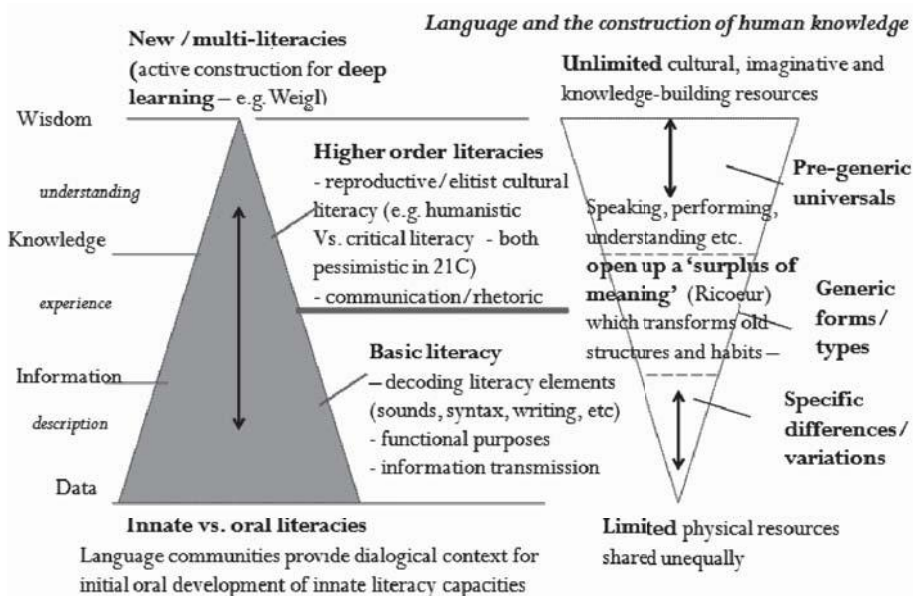 Language and the construction of human knowledge
New / multi-literacies
(active construction for deep
learning – e.g. Weigl)
Unlimited cultural, imaginative and
knowledge-building resources
Wisdom
understanding
Knowledge
experience
Information
description
Data
Higher order literacies
- reproductive/elitist cultural
literacy (e.g. humanistic
Vs. critical literacy - both
pessimistic in 21C)
- communication/rhetoric
Basic literacy
– decoding literacy elements
(sounds, syntax, writing, etc)
- functional purposes
- information transmission
Speaking, performing,
understanding etc.
open up a ‘surplus of
meaning’ (Ricoeur)
which transforms old
structures and habits –
Pre-generic
universals
Generic
forms/
types
Specific
differences/
variations
Innate vs. oral literacies
Language communities provide dialogical context for
initial oral development of innate literacy capacities
Limited physical resources
shared unequally